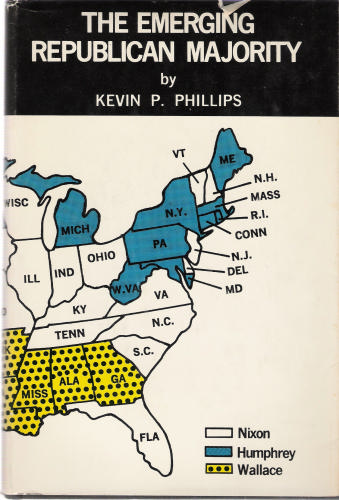 THE EMERGING
REPUBLICAN MAJORITY
by
KEVIN P. PHILLIPS
ME
VT
N.H.
WISC
MASS
N.Y.
R.I.
MICH
CONN
PA
OHIO
N.J.
ILL
IND
DEL
W.VA
MD
VA
KY
N.C.
TENN
S.C.
K
MISS
ALA
GA
FLA
Nixon
Humphrey
Wallace